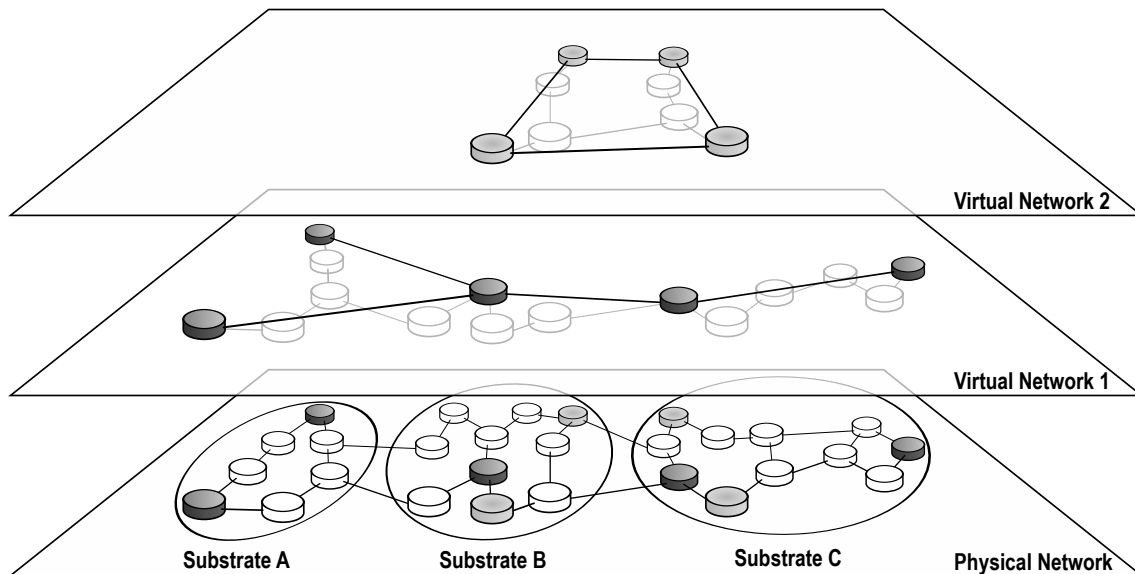 Virtual Network 2
Virtual Network 1
Substrate A
Substrate B
Substrate C
Physical Network